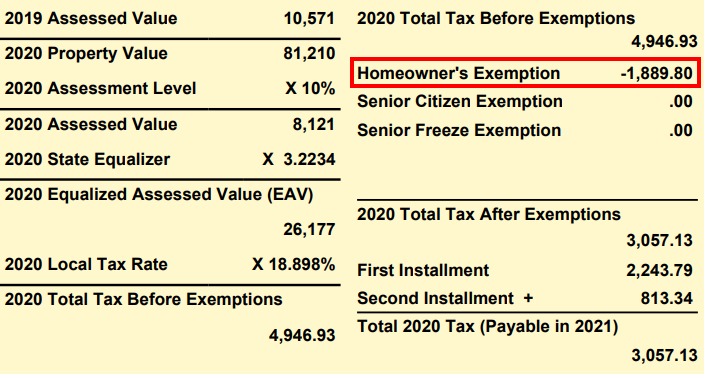 2019 Assessed Value 10,571
2020 Property Value 81,210
2020 Assessment Level X 10%
2020 Assessed Value 8,121
2020 State Equalizer X 3.2234
2020 Equalized Assessed Value (EAV)
26,177
2020 Local Tax Rate X 18.898%
2020 Total Tax Before Exemptions
4,946.93
2020 Total Tax Before Exemptions
4,946.93
Homeowner's Exemption -1,889.80
Senior Citizen Exemption .00
Senior Freeze Exemption .00
2020 Total Tax After Exemptions
3,057.13
First Installment 2,243.79
Second Installment + 813.34
Total 2020 Tax (Payable in 2021)
3,057.13